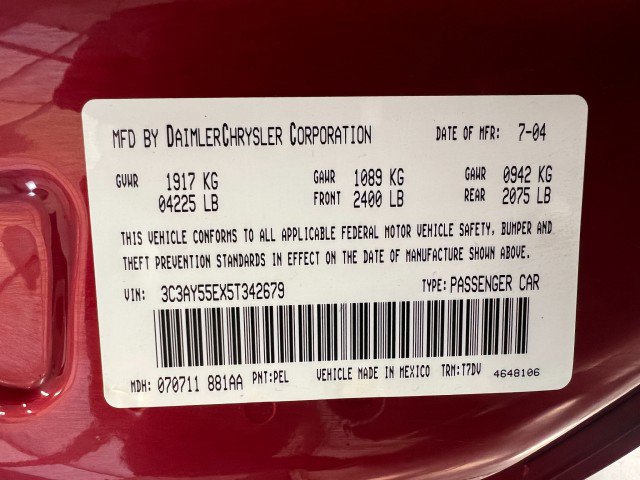 MFD BY DAIMLERCHRYSLER CORPORATION DATE OF MFR: 7-04
GVWR 1917 KG GAWR 1089 KG GAWR 0942 KG
04225 LB FRONT 2400 LB REAR 2075 LB
THIS VEHICLE CONFORMS TO ALL APPLICABLE FEDERAL MOTOR VEHICLE SAFETY, BUMPER AND
THEFT PREVENTION STANDARDS IN EFFECT ON THE DATE OF MANUFACTURE SHOWN ABOVE.
VIN: 3C3AY55EX5T342679 TYPE: PASSENGER CAR
MDH: 070711 881AA PNT: PEL VEHICLE MADE IN MEXICO TRM: T7DV 4648106